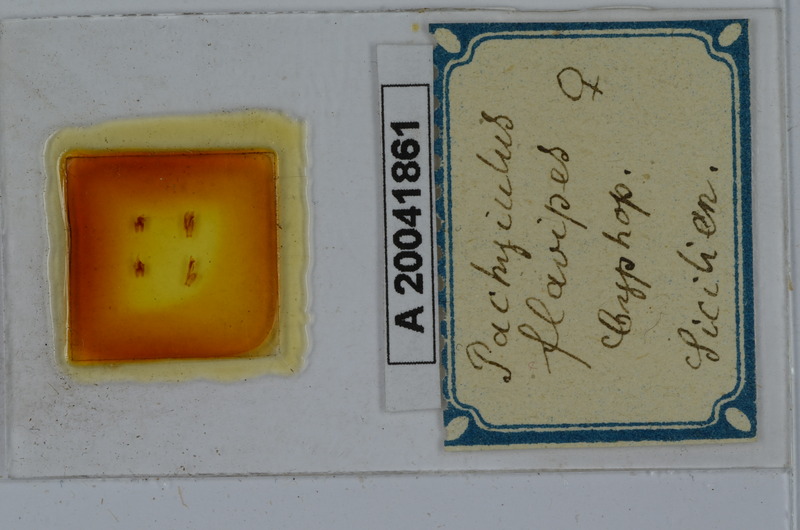 A 20041861
Pachyiulus
flavipes ♀
Cyphop.
Sicilien.